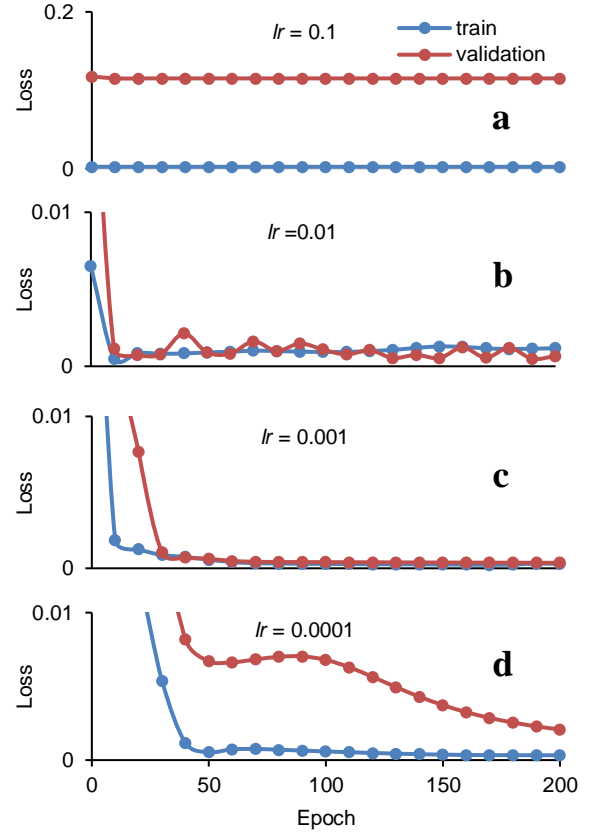 0.2
lr = 0.1
train
validation
Loss
a
0
0.01
lr =0.01
Loss
b
0
0.01
lr = 0.001
Loss
c
0
0.01
lr = 0.0001
Loss
d
0
0 50 100 150 200
Epoch